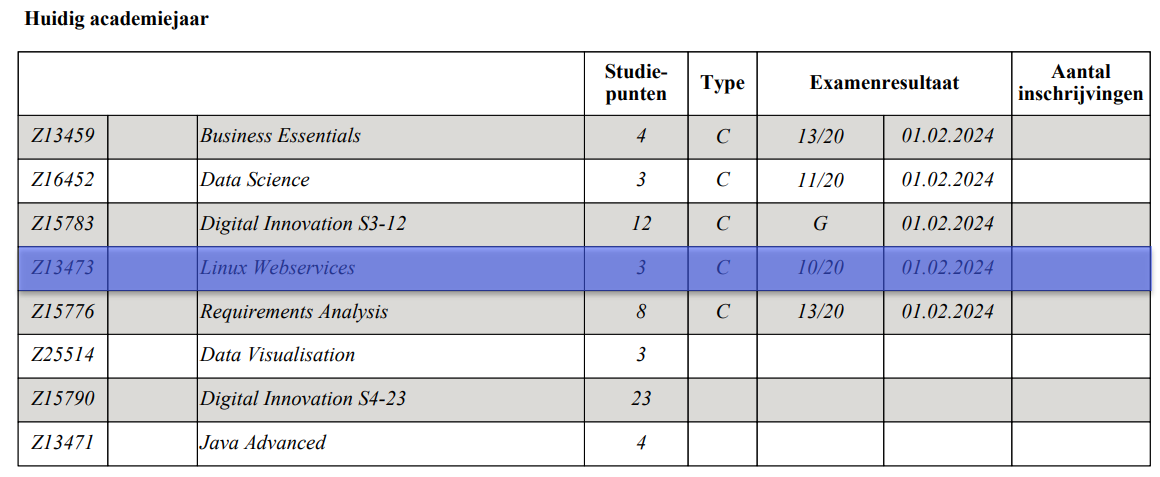 Huidig academiejaar
Studie-
punten Type Examenresultaat Aantal
inschrijvingen
Z13459 Business Essentials 4 C 13/20 01.02.2024
Z16452 Data Science 3 C 11/20 01.02.2024
Z15783 Digital Innovation S3-12 12 C G 01.02.2024
Z13473 Linux Webservices 3 C 10/20 01.02.2024
Z15776 Requirements Analysis 8 C 13/20 01.02.2024
Z25514 Data Visualisation 3
Z15790 Digital Innovation S4-23 23
Z13471 Java Advanced 4